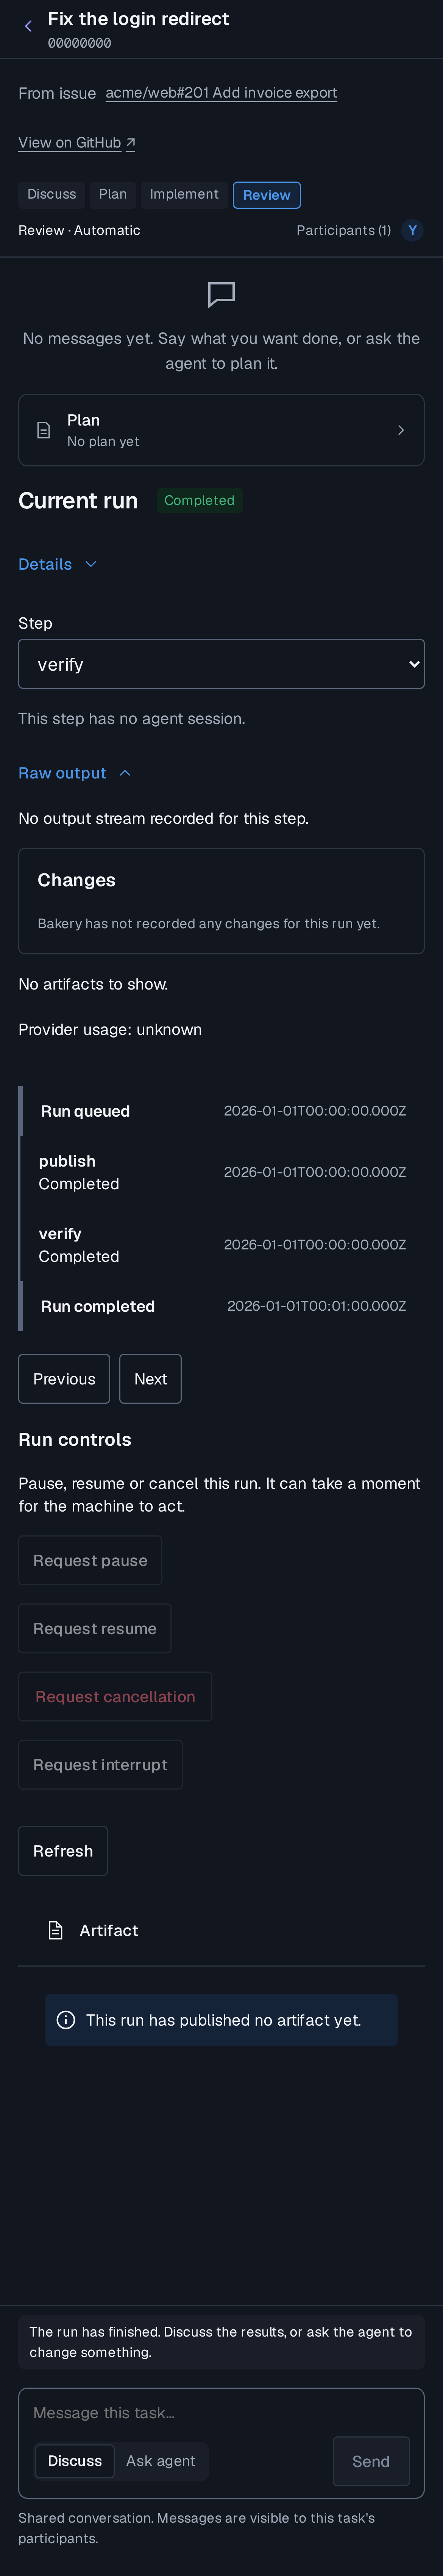 Fix the login redirect
00000000
From issue acme/web#201 Add invoice export
View on GitHub ↗
Discuss Plan Implement Review
Review · Automatic Participants (1) Y
No messages yet. Say what you want done, or ask the
agent to plan it.
Plan
No plan yet
Current run Completed
Details
Step
verify
This step has no agent session.
Raw output
No output stream recorded for this step.
Changes
Bakery has not recorded any changes for this run yet.
No artifacts to show.
Provider usage: unknown
Run queued 2026-01-01T00:00:00.000Z
publish
Completed 2026-01-01T00:00:00.000Z
verify
Completed 2026-01-01T00:00:00.000Z
Run completed 2026-01-01T00:01:00.000Z
Previous Next
Run controls
Pause, resume or cancel this run. It can take a moment
for the machine to act.
Request pause
Request resume
Request cancellation
Request interrupt
Refresh
Artifact
This run has published no artifact yet.
The run has finished. Discuss the results, or ask the agent to
change something.
Message this task…
Discuss Ask agent Send
Shared conversation. Messages are visible to this task's
participants.